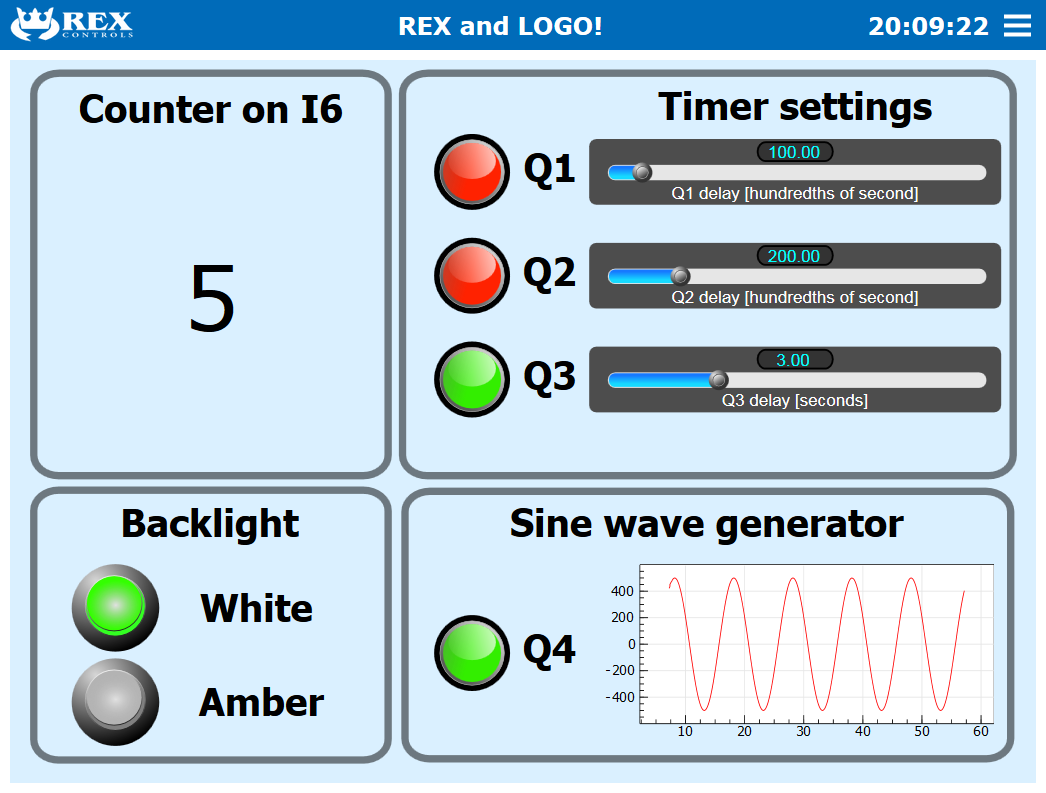 REX
CONTROLS
REX and LOGO!
20:09:22
Counter on I6
5
Timer settings
Q1
100.00
Q1 delay [hundredths of second]
Q2
200.00
Q2 delay [hundredths of second]
Q3
3.00
Q3 delay [seconds]
Backlight
White
Amber
Sine wave generator
Q4
400
200
0
-200
-400
10 20 30 40 50 60